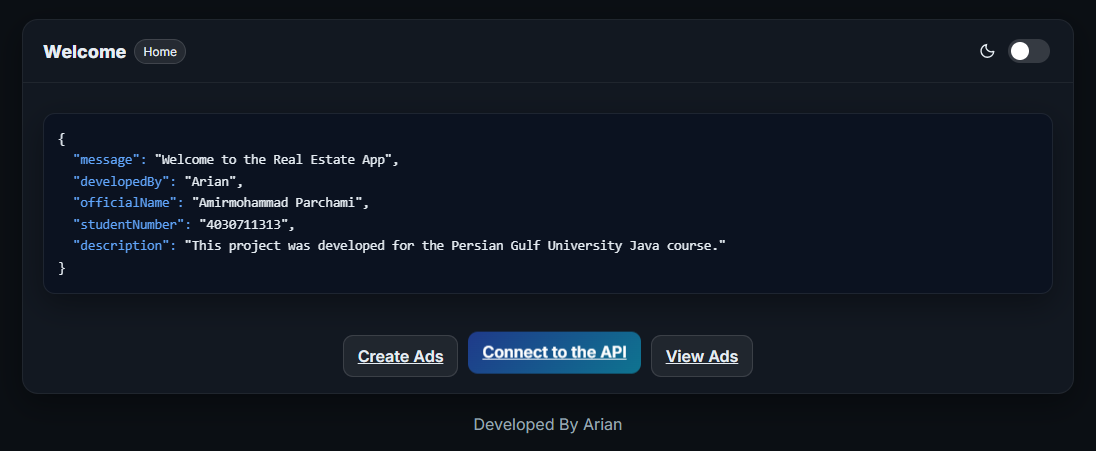 Welcome Home
{
"message": "Welcome to the Real Estate App",
"developedBy": "Arian",
"officialName": "Amirmohammad Parchami",
"studentNumber": "4030711313",
"description": "This project was developed for the Persian Gulf University Java course."
}
Create Ads Connect to the API View Ads
Developed By Arian